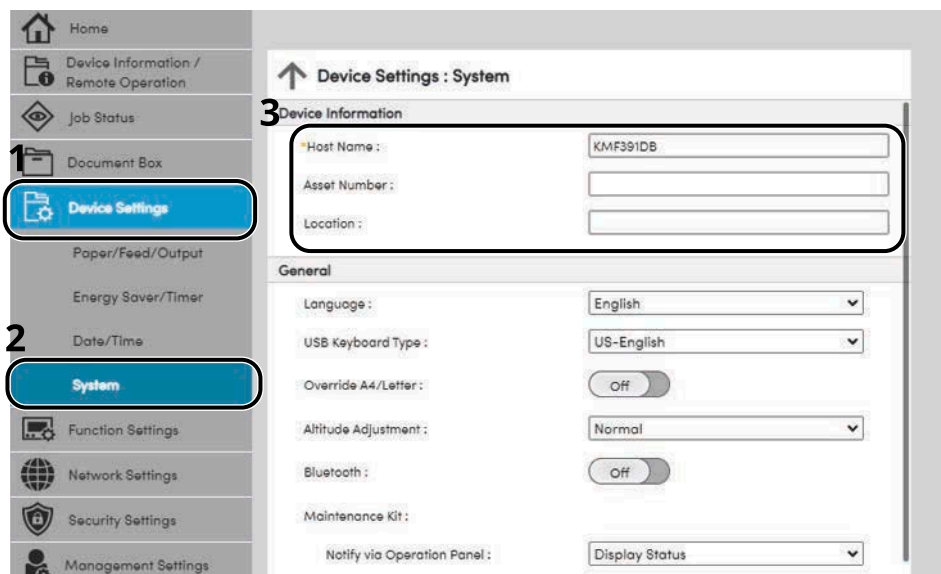 Home
Device Information /
Remote Operation
Job Status
1
Document Box
Device Settings
Paper/Feed/Output
Energy Saver/Timer
2
Date/Time
System
Function Settings
Network Settings
Security Settings
Management Settings
Device Settings : System
3
Device Information
*Host Name :
KMF391DB
Asset Number :
Location :
General
Language :
English
USB Keyboard Type :
US-English
Override A4/Letter :
Off
Altitude Adjustment :
Normal
Bluetooth :
Off
Maintenance Kit :
Notify via Operation Panel :
Display Status